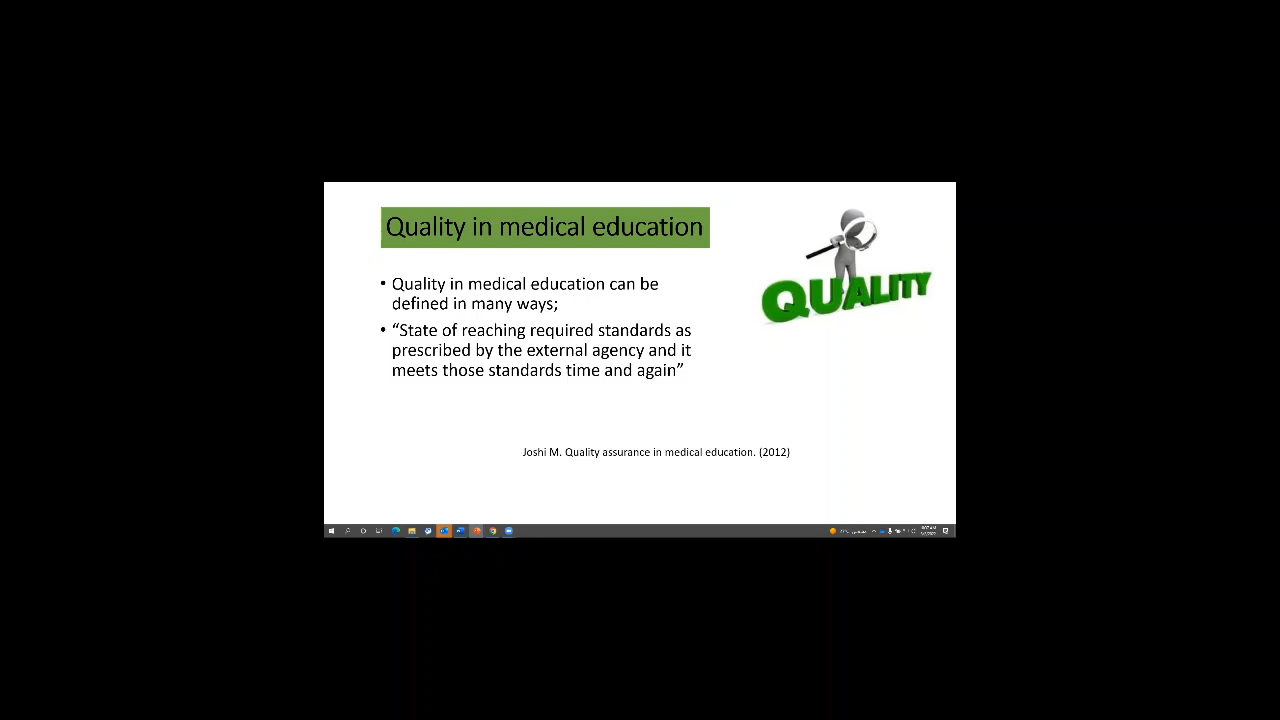 Quality in medical education
• Quality in medical education can be
defined in many ways;
• “State of reaching required standards as
prescribed by the external agency and it
meets those standards time and again”
QUALITY
Joshi M. Quality assurance in medical education. (2012)